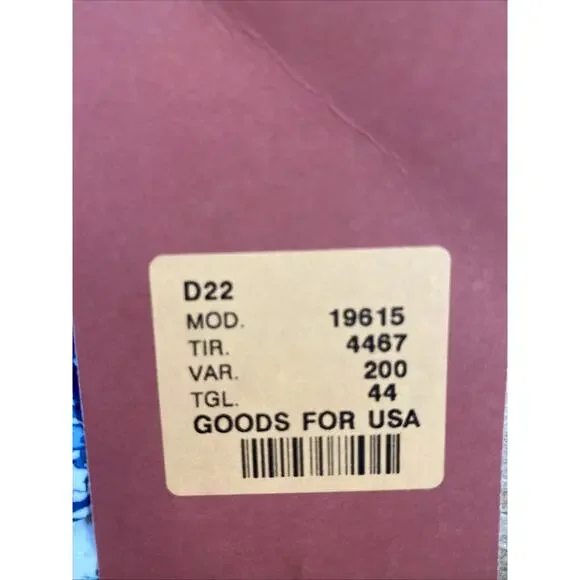 D22
MOD. 19615
TIR. 4467
VAR. 200
TGL. 44
GOODS FOR USA